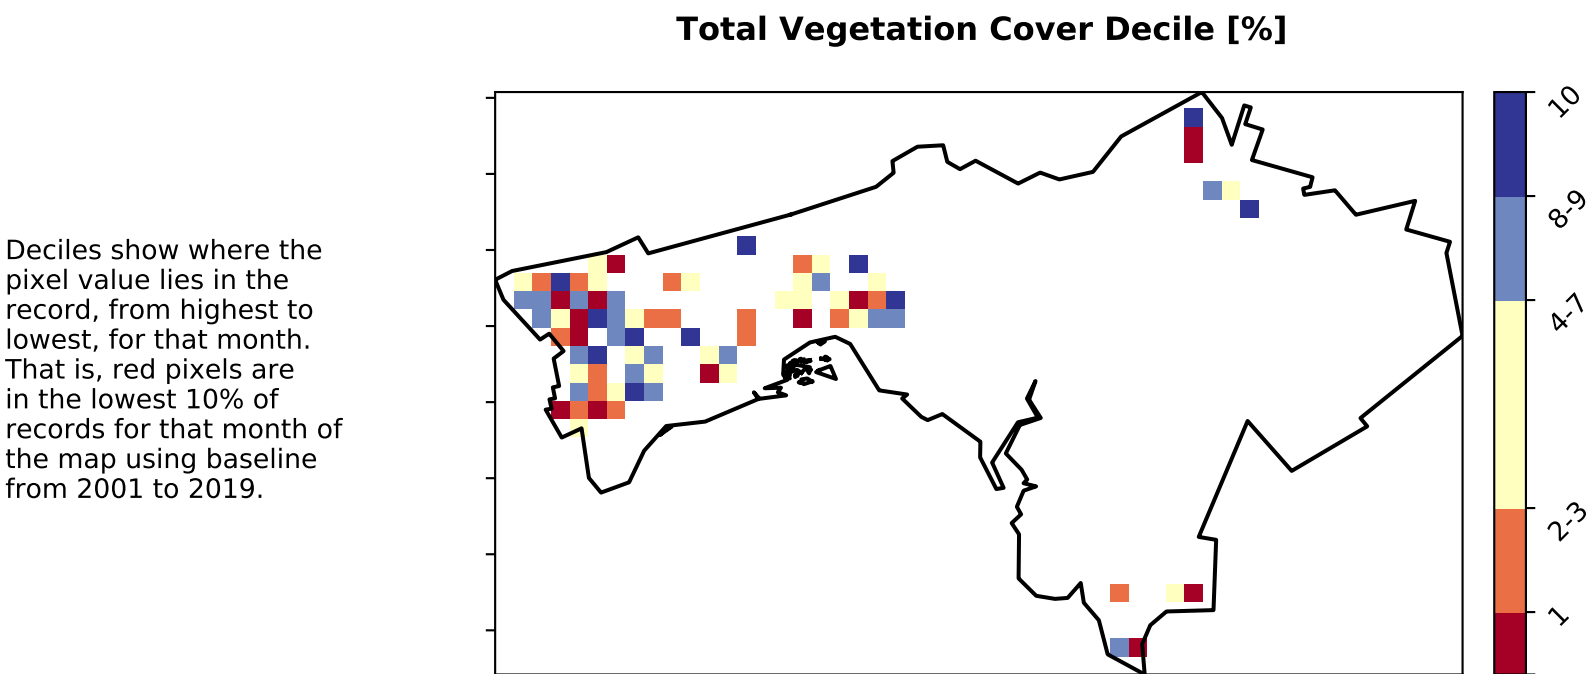 Total Vegetation Cover Decile [%]
Deciles show where the
pixel value lies in the
record, from highest to
lowest, for that month.
That is, red pixels are
in the lowest 10% of
records for that month of
the map using baseline
from 2001 to 2019.
10
8-9
4-7
2-3
1